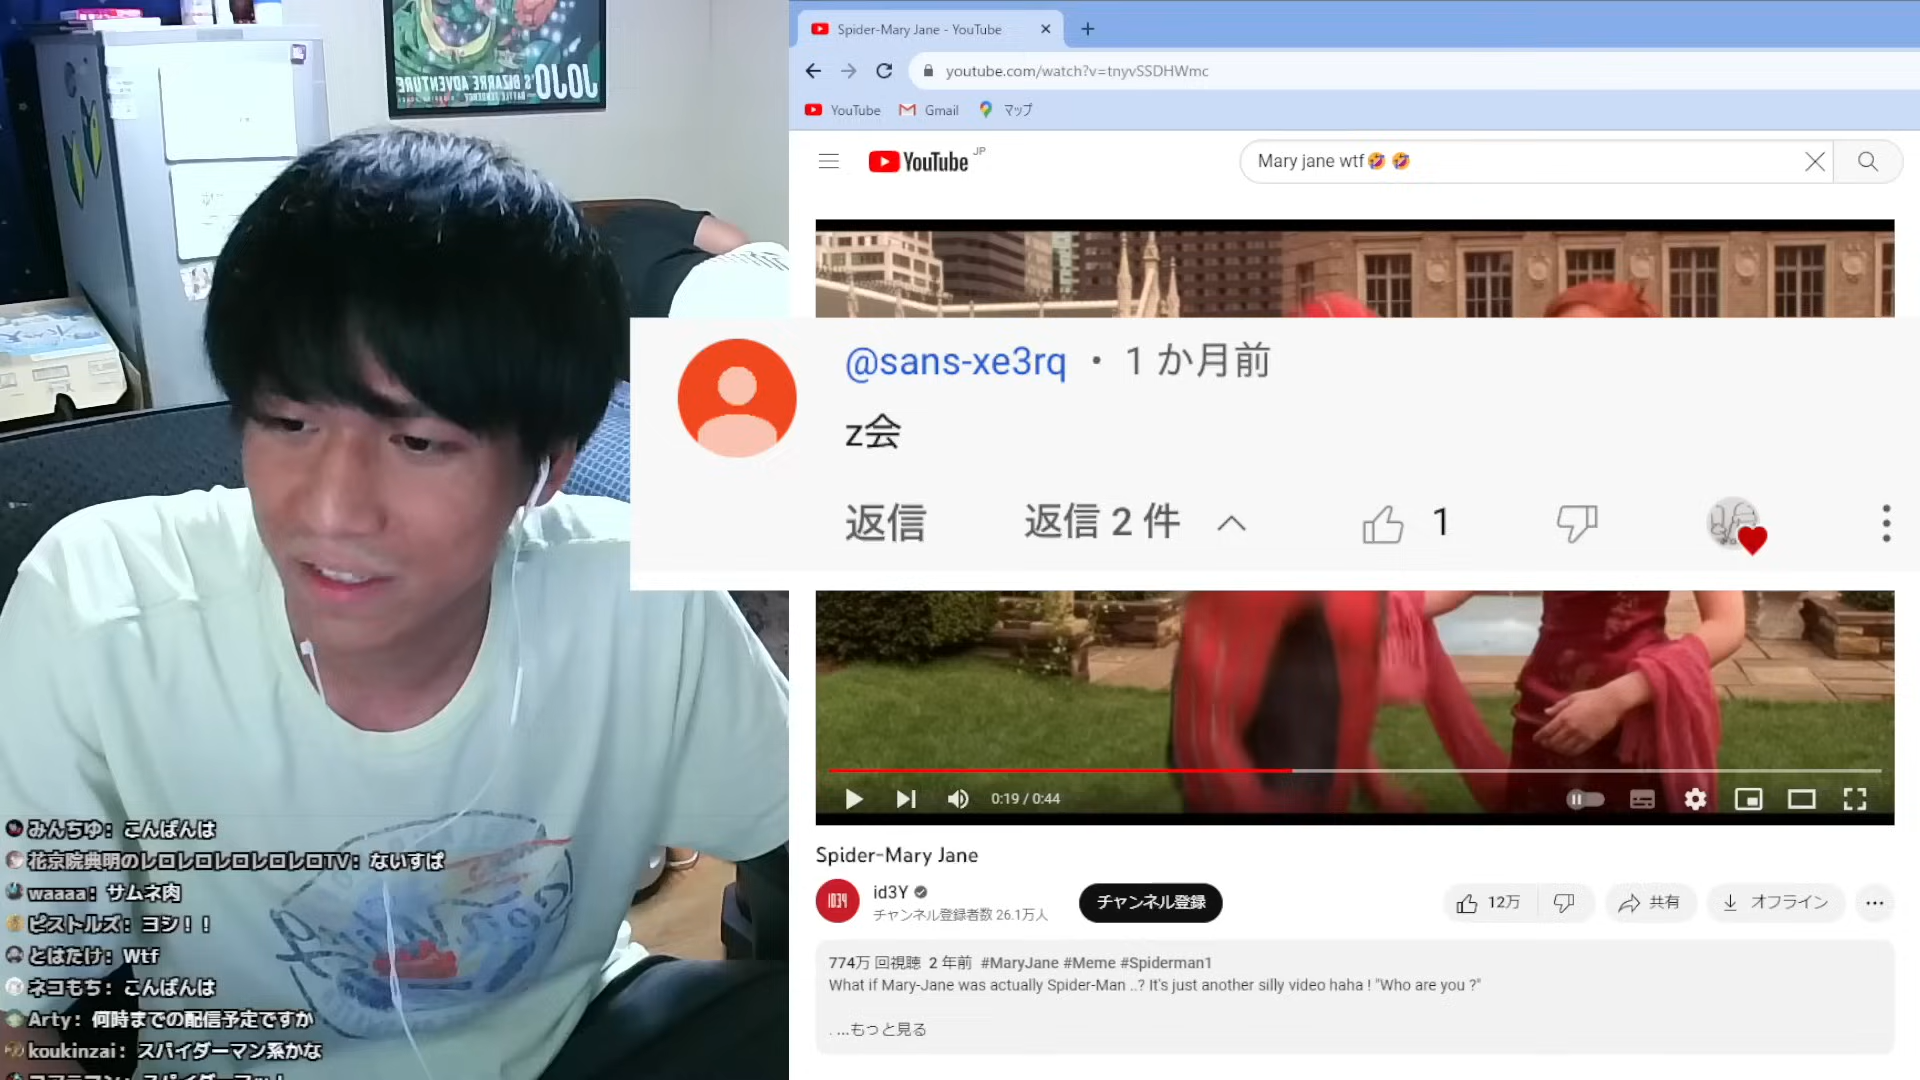 JOJO'S BIZARRE ADVENTURE
BATTLE TENDENCY
Spider-Mary Jane - YouTube
youtube.com/watch?v=tnyvSSDHWmc
YouTube
Gmail
マップ
YouTube JP
Mary jane wtf🤣🤣
@sans-xe3rq ・ 1 か月前
z会
返信
返信 2 件
1
0:19 / 0:44
Spider-Mary Jane
ID3Y
id3Y
チャンネル登録者数 26.1万人
チャンネル登録
12万
共有
オフライン
774万 回視聴 2 年前 #MaryJane #Meme #Spiderman1
What if Mary-Jane was actually Spider-Man ..? It's just another silly video haha ! "Who are you ?"
. ...もっと見る
みんちゆ：こんばんは
花京院典明のレロレロレロレロレロTV：ないすぱ
waaaa：サムネ肉
ピストルズ：ヨシ！！
とはたけ：Wtf
ネコもち：こんばんは
Arty：何時までの配信予定ですか
koukinzai：スパイダーマン系かな